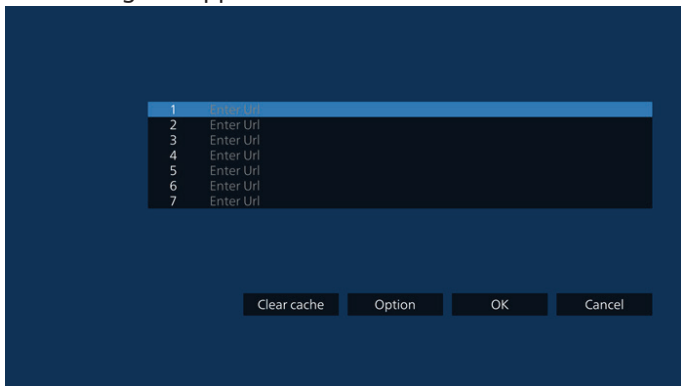 1 Enter Url
2 Enter Url
3 Enter Url
4 Enter Url
5 Enter Url
6 Enter Url
7 Enter Url
Clear cache Option OK Cancel